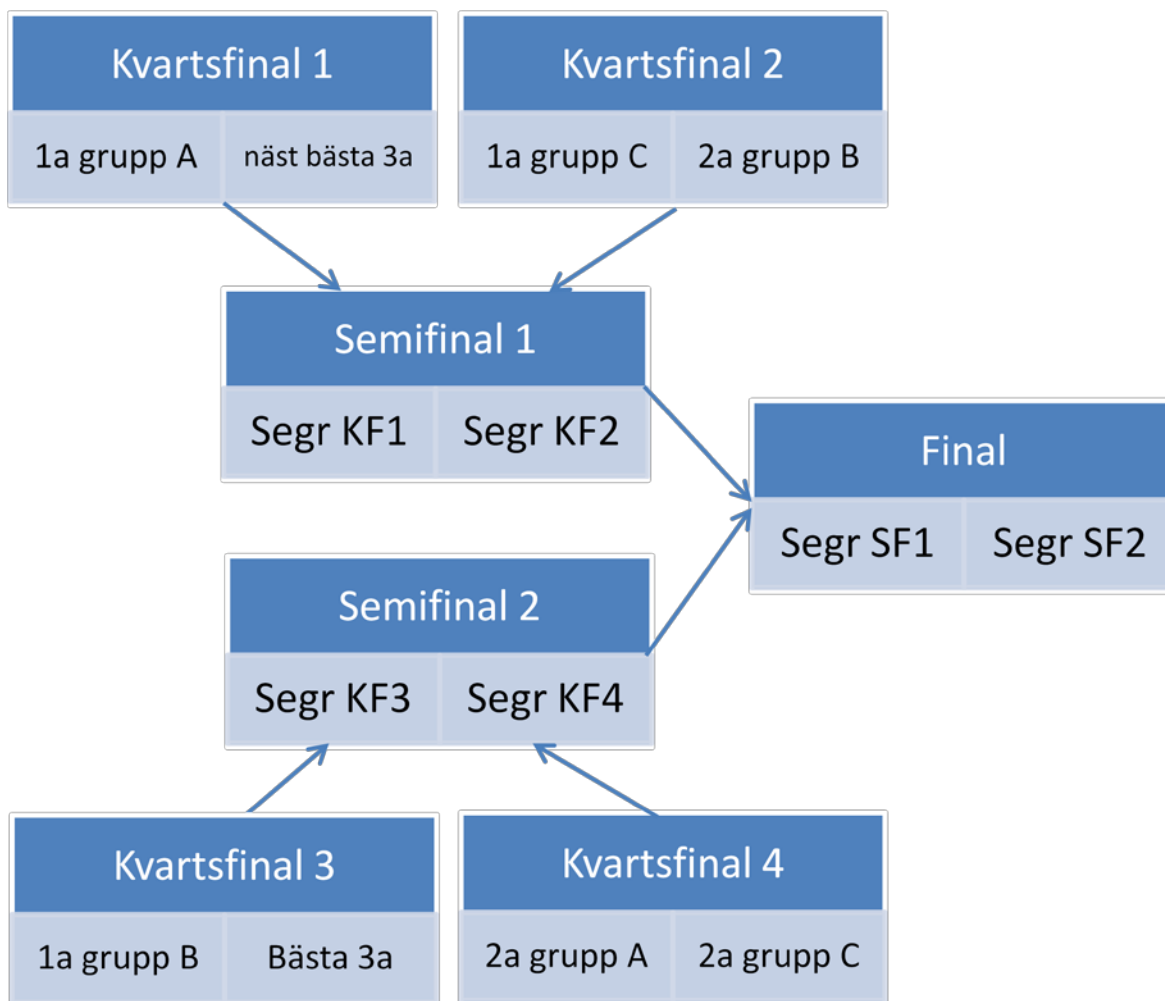 Kvartsfinal 1
1a grupp A
näst bästa 3a
Kvartsfinal 2
1a grupp C
2a grupp B
Semifinal 1
Segr KF1
Segr KF2
Final
Segr SF1
Segr SF2
Semifinal 2
Segr KF3
Segr KF4
Kvartsfinal 3
1a grupp B
Bästa 3a
Kvartsfinal 4
2a grupp A
2a grupp C